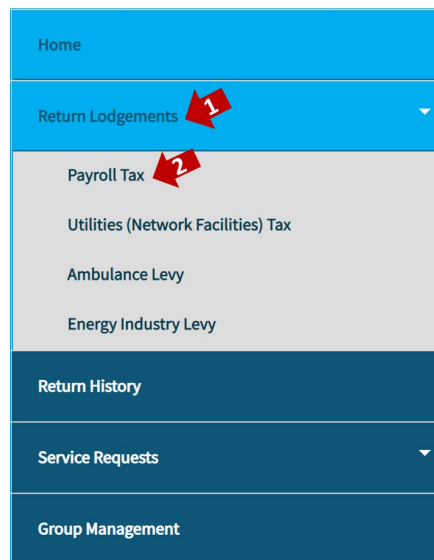 Home
Return Lodgements 1
Payroll Tax 2
Utilities (Network Facilities) Tax
Ambulance Levy
Energy Industry Levy
Return History
Service Requests
Group Management